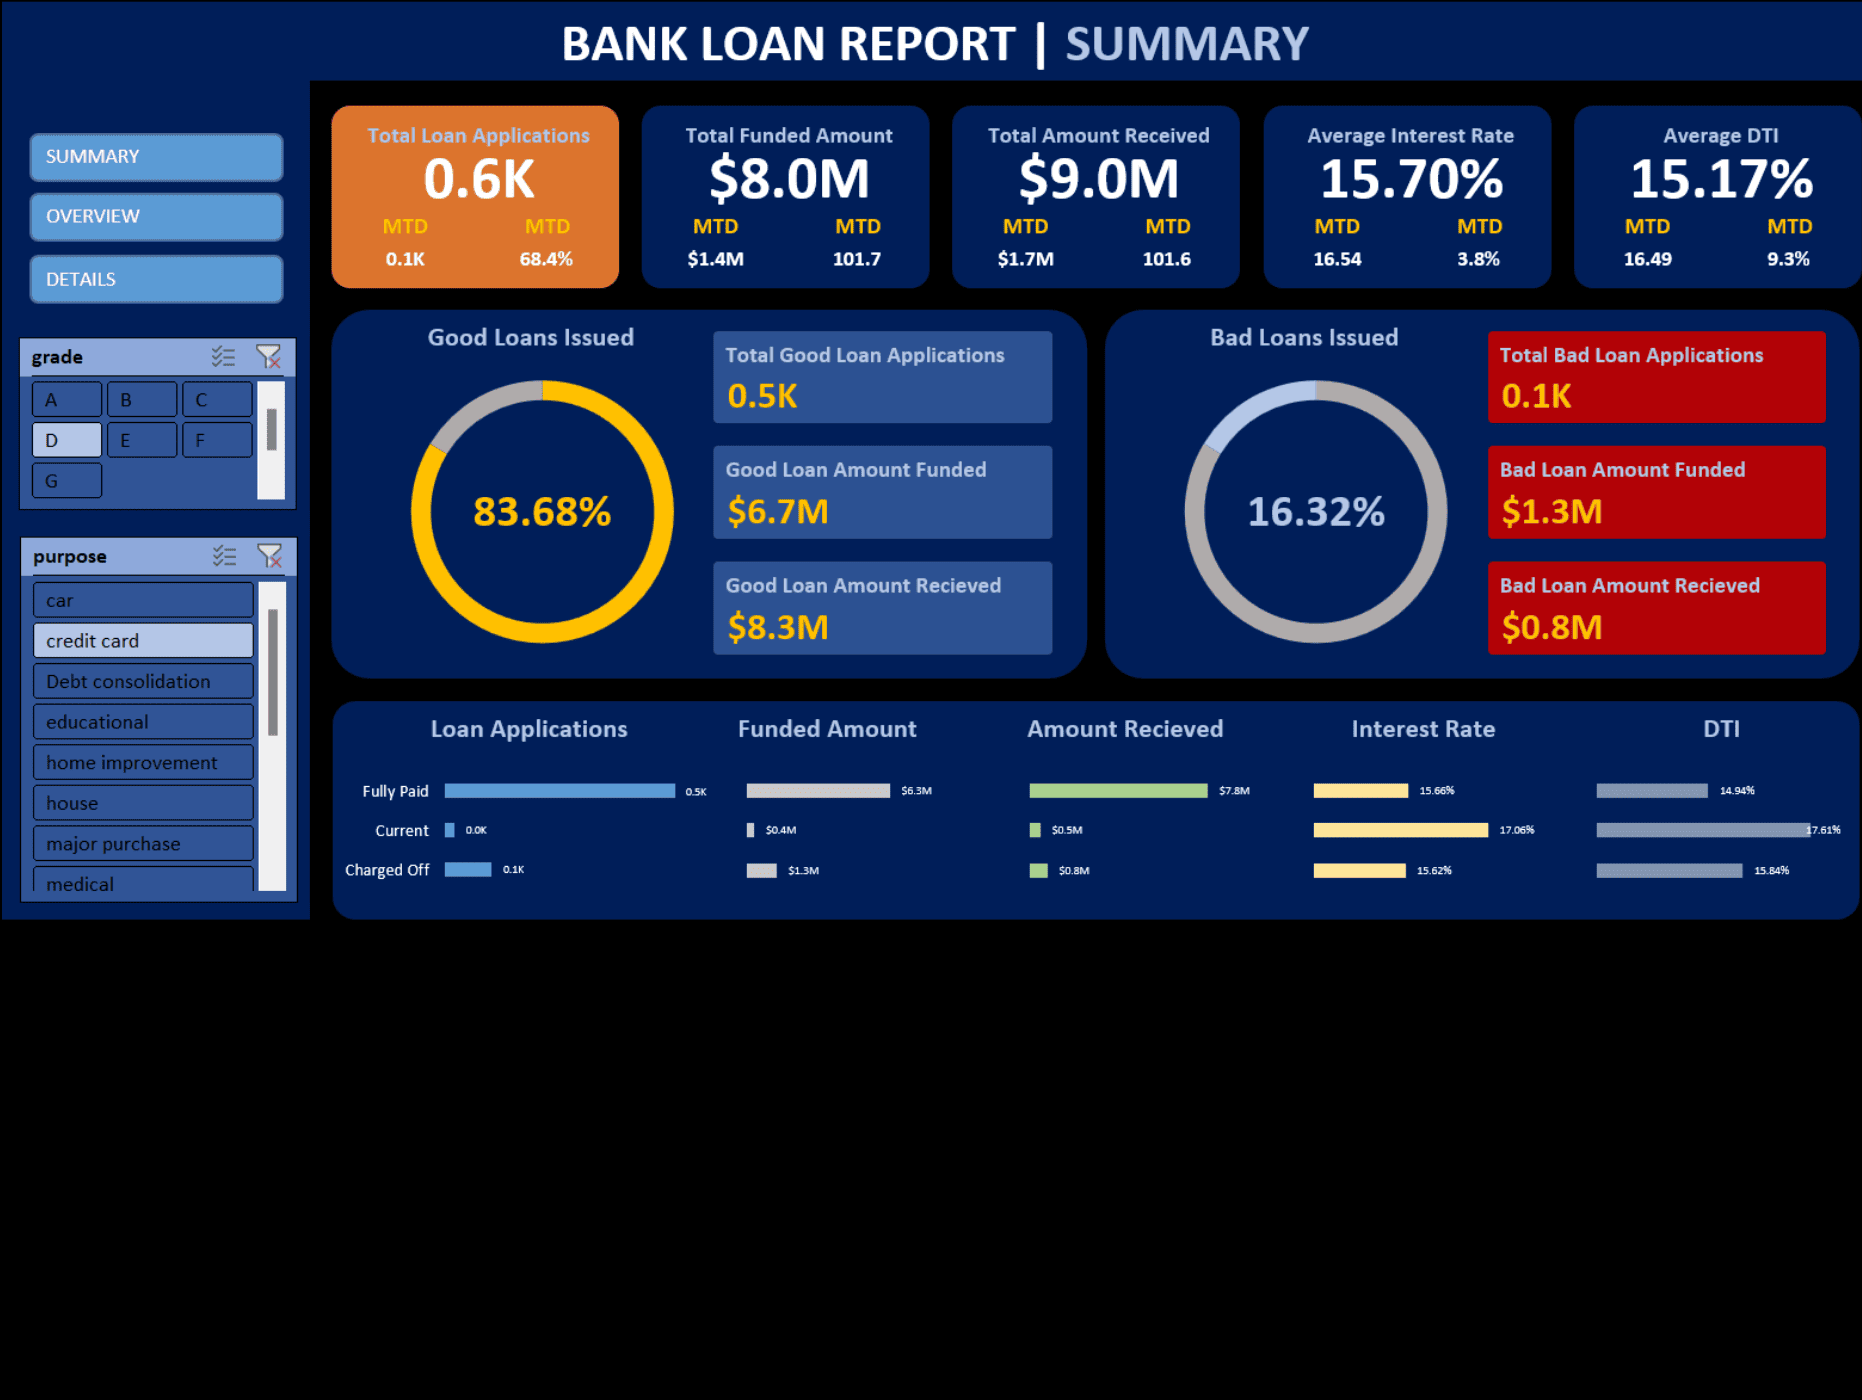 BANK LOAN REPORT | SUMMARY
SUMMARY
OVERVIEW
DETAILS
grade
A B C
D E F
G
purpose
car
credit card
Debt consolidation
educational
home improvement
house
major purchase
medical
Total Loan Applications
0.6K
MTD MTD
0.1K 68.4%
Total Funded Amount
$8.0M
MTD MTD
$1.4M 101.7
Total Amount Received
$9.0M
MTD MTD
$1.7M 101.6
Average Interest Rate
15.70%
MTD MTD
16.54 3.8%
Average DTI
15.17%
MTD MTD
16.49 9.3%
Good Loans Issued
83.68%
Total Good Loan Applications
0.5K
Good Loan Amount Funded
$6.7M
Good Loan Amount Recieved
$8.3M
Bad Loans Issued
16.32%
Total Bad Loan Applications
0.1K
Bad Loan Amount Funded
$1.3M
Bad Loan Amount Recieved
$0.8M
Loan Applications Funded Amount Amount Recieved Interest Rate DTI
Fully Paid 0.5K $6.3M $7.8M 15.66% 14.94%
Current 0.0K $0.4M $0.5M 17.06% 17.61%
Charged Off 0.1K $1.3M $0.8M 15.62% 15.84%